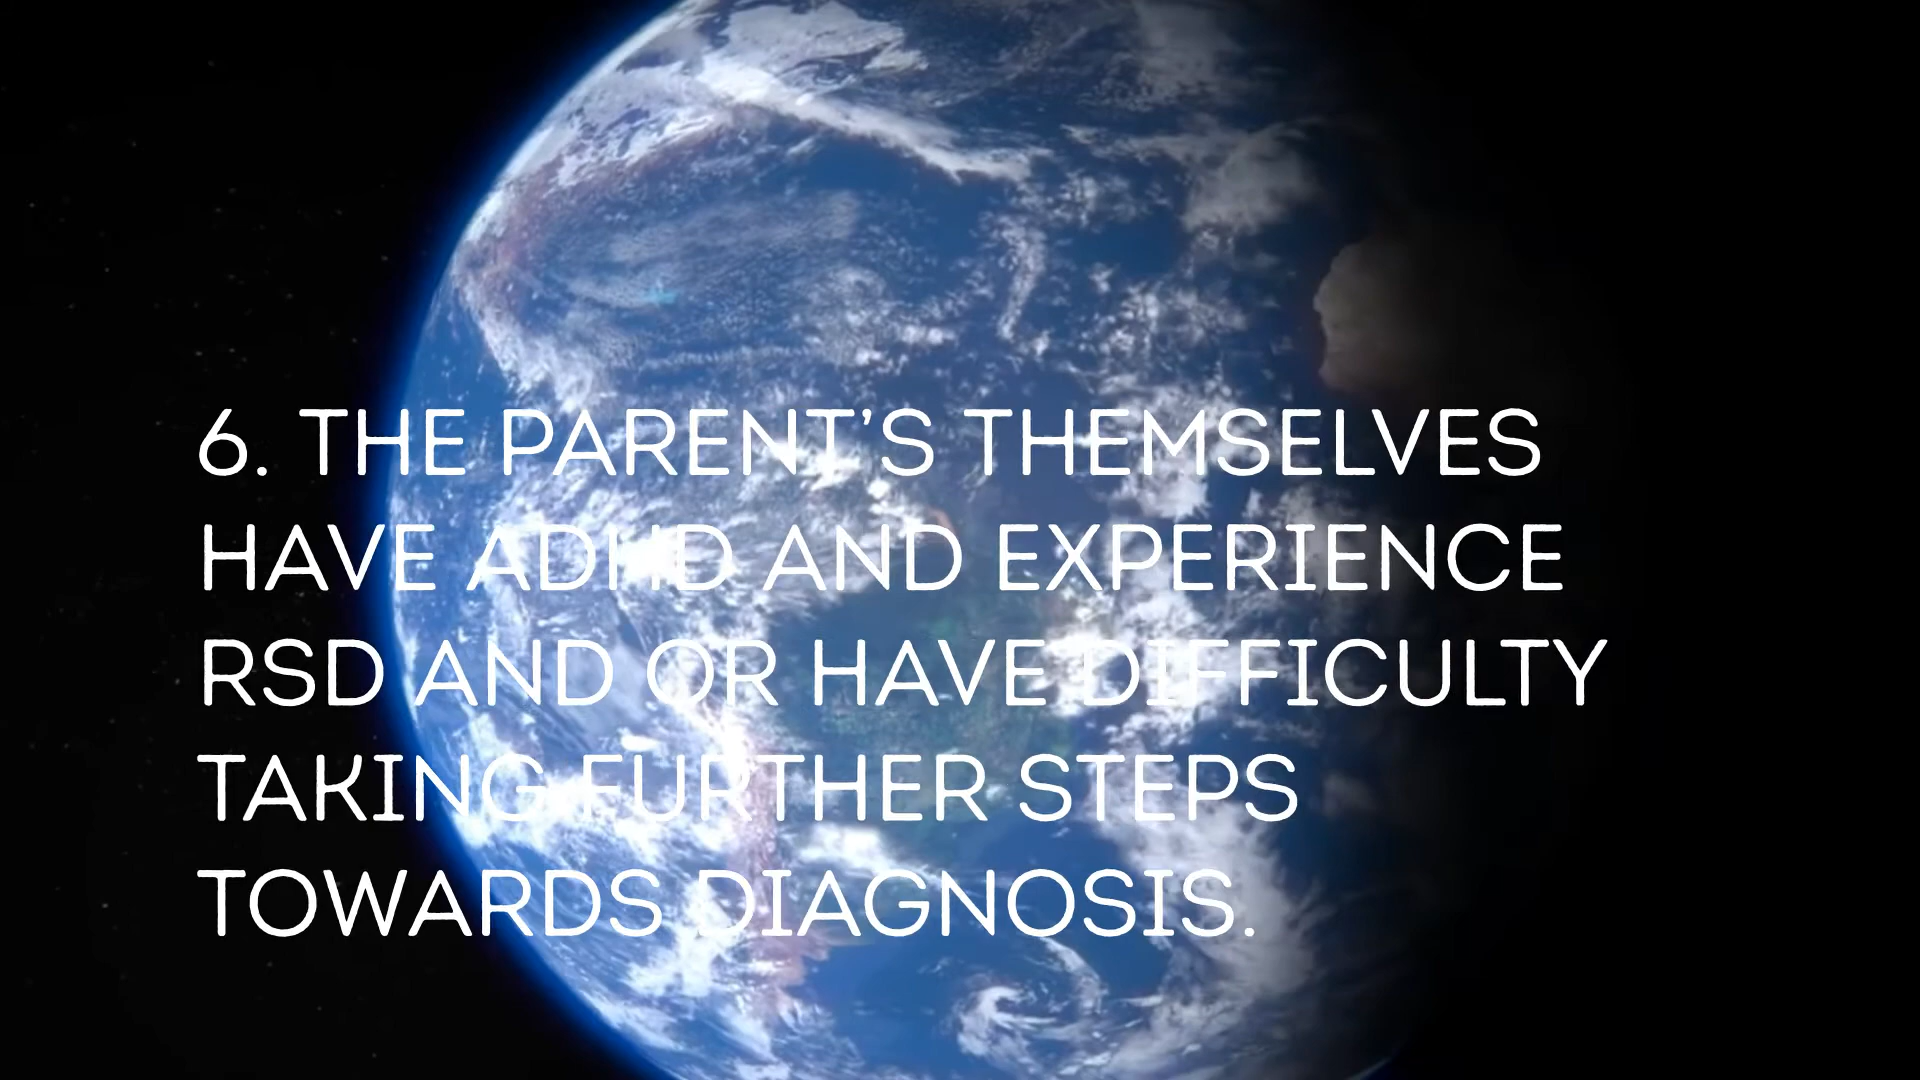 6. THE PARENT'S THEMSELVES
HAVE ADHD AND EXPERIENCE
RSD AND OR HAVE DIFFICULTY
TAKING FURTHER STEPS
TOWARDS DIAGNOSIS.